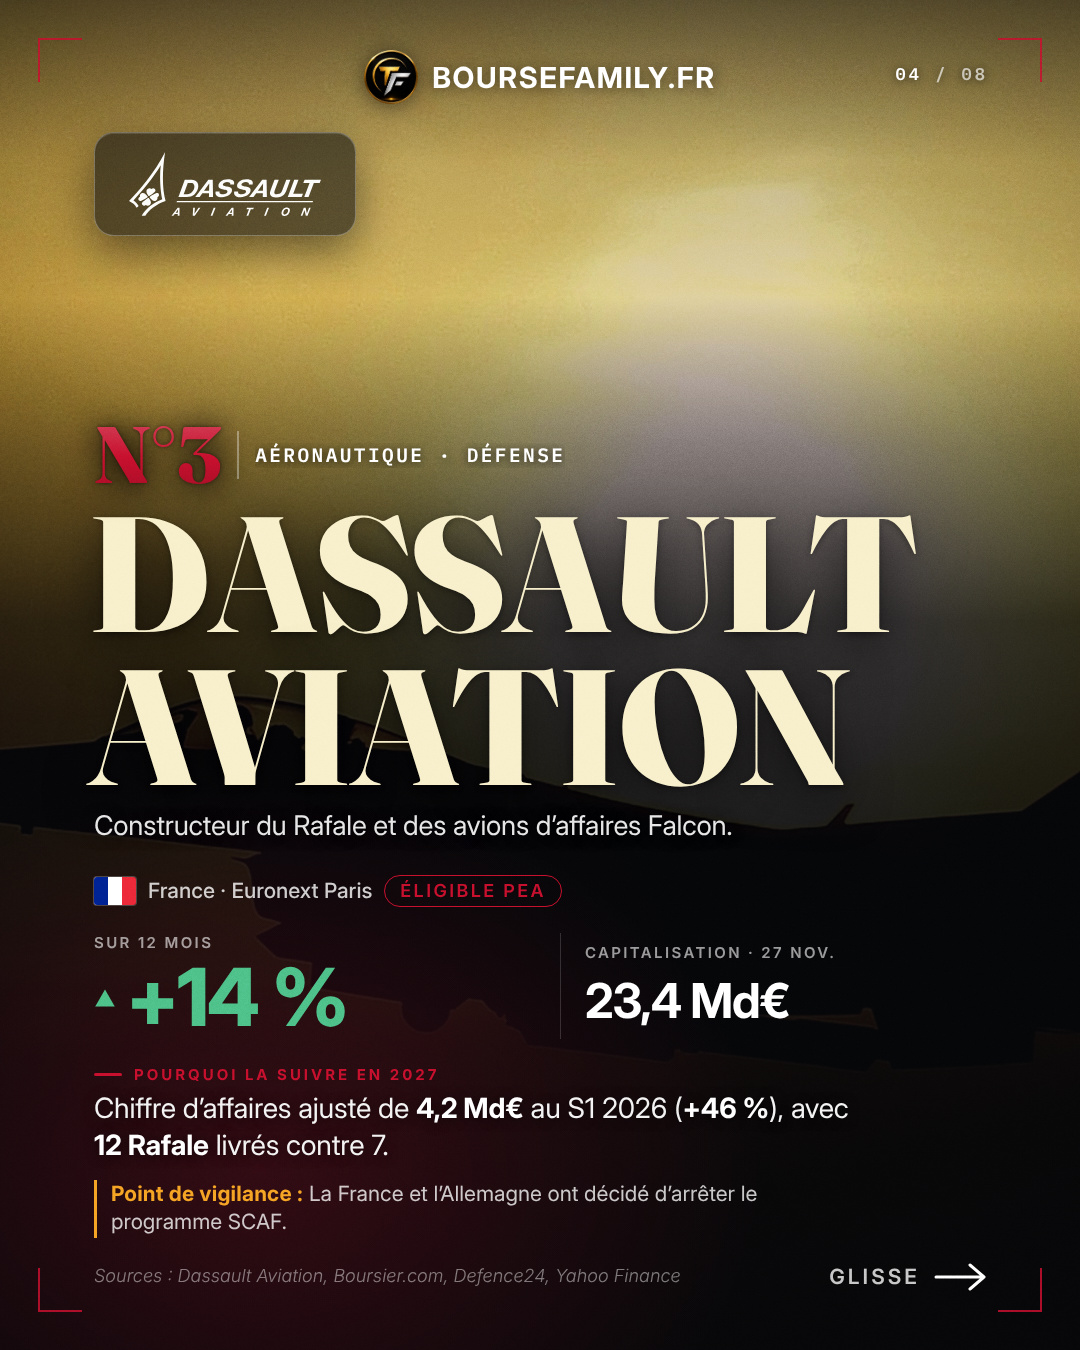 BOURSEFAMILY.FR
04 / 08
DASSAULT
AVIATION
N°3
AÉRONAUTIQUE · DÉFENSE
DASSAULT
AVIATION
Constructeur du Rafale et des avions d’affaires Falcon.
France · Euronext Paris
ÉLIGIBLE PEA
SUR 12 MOIS
▲ +14 %
CAPITALISATION · 27 NOV.
23,4 Md€
POURQUOI LA SUIVRE EN 2027
Chiffre d’affaires ajusté de 4,2 Md€ au S1 2026 (+46 %), avec
12 Rafale livrés contre 7.
Point de vigilance : La France et l’Allemagne ont décidé d’arrêter le
programme SCAF.
Sources : Dassault Aviation, Boursier.com, Defence24, Yahoo Finance
GLISSE →